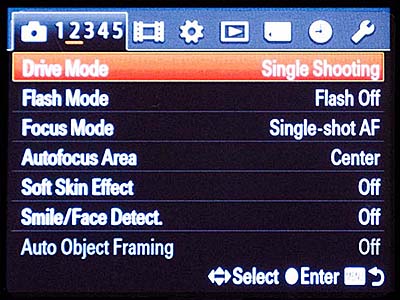 12345
Drive Mode Single Shooting
Flash Mode Flash Off
Focus Mode Single-shot AF
Autofocus Area Center
Soft Skin Effect Off
Smile/Face Detect. Off
Auto Object Framing Off
Select Enter